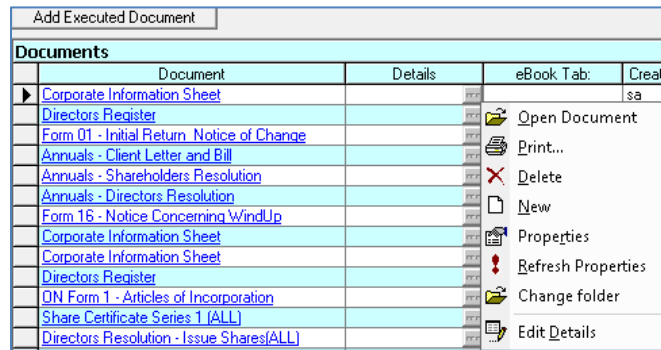 Add Executed Document
Documents
Document Details eBook Tab: Creat
Corporate Information Sheet sa
Directors Register
Form 01 - Initial Return Notice of Change
Annuals - Client Letter and Bill
Annuals - Shareholders Resolution
Annuals - Directors Resolution
Form 16 - Notice Concerning WindUp
Corporate Information Sheet
Corporate Information Sheet
Directors Register
ON Form 1 - Articles of Incorporation
Share Certificate Series 1 (ALL)
Directors Resolution - Issue Shares(ALL)
Open Document
Print...
Delete
New
Properties
Refresh Properties
Change folder
Edit Details